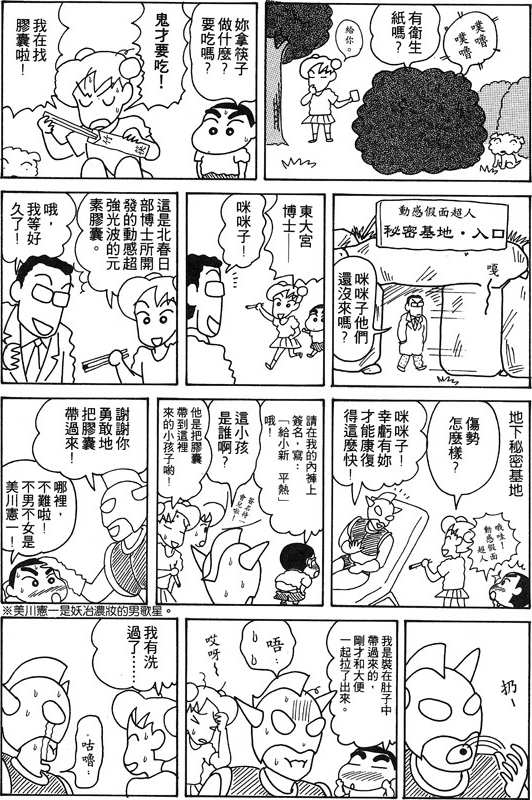 噗嚕
噗嚕
有衛生
紙嗎？
給你。
妳拿筷子
做什麼？
要吃嗎？
鬼才要吃！
我在找
膠囊啦！
動感假面超人
秘密基地・入口
嘎
咪咪子他們
還沒來嗎？
東大宮
博士——
咪咪子！
這是北春日
部博士所開
發的動感超
強光波的元
素膠囊。
哦，
我等好
久了！
地下秘密基地
傷勢
怎麼樣？
哦哇
動感假面
超人
咪咪子！
幸虧有妳
才能康復
得這麼快！
請在我的內褲上
簽名，寫：
「給小新　平熱」
哦！
這小孩
是誰啊？
他是把膠囊
帶到這裡
來的小孩子喲！
謝謝你
勇敢地
把膠囊
帶過來！
哪裡，
不難啦！
不男不女是
美川憲一！
※美川憲一是妖冶濃妝的男歌星。
扔～
我是裝在肚子中
帶過來的，
剛才和大便
一起拉了出來。
唔…
哎呀～
我有洗
過了……
咕嚕…